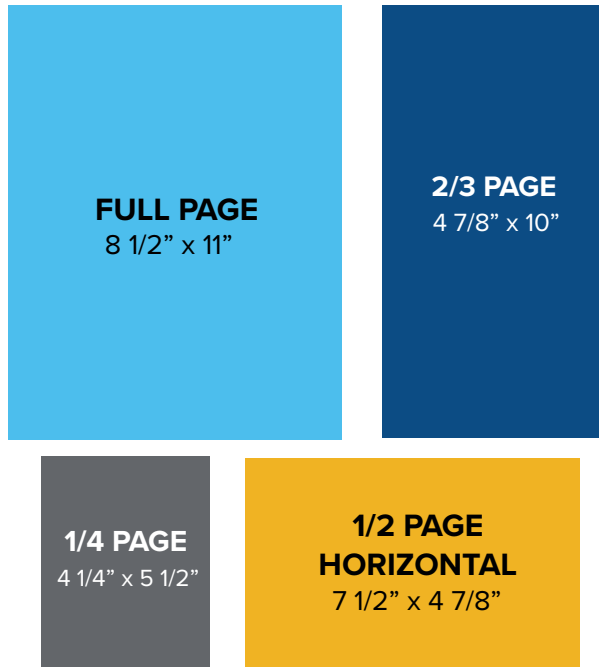 FULL PAGE
8 1/2” x 11”
2/3 PAGE
4 7/8” x 10”
1/4 PAGE
4 1/4” x 5 1/2”
1/2 PAGE
HORIZONTAL
7 1/2” x 4 7/8”